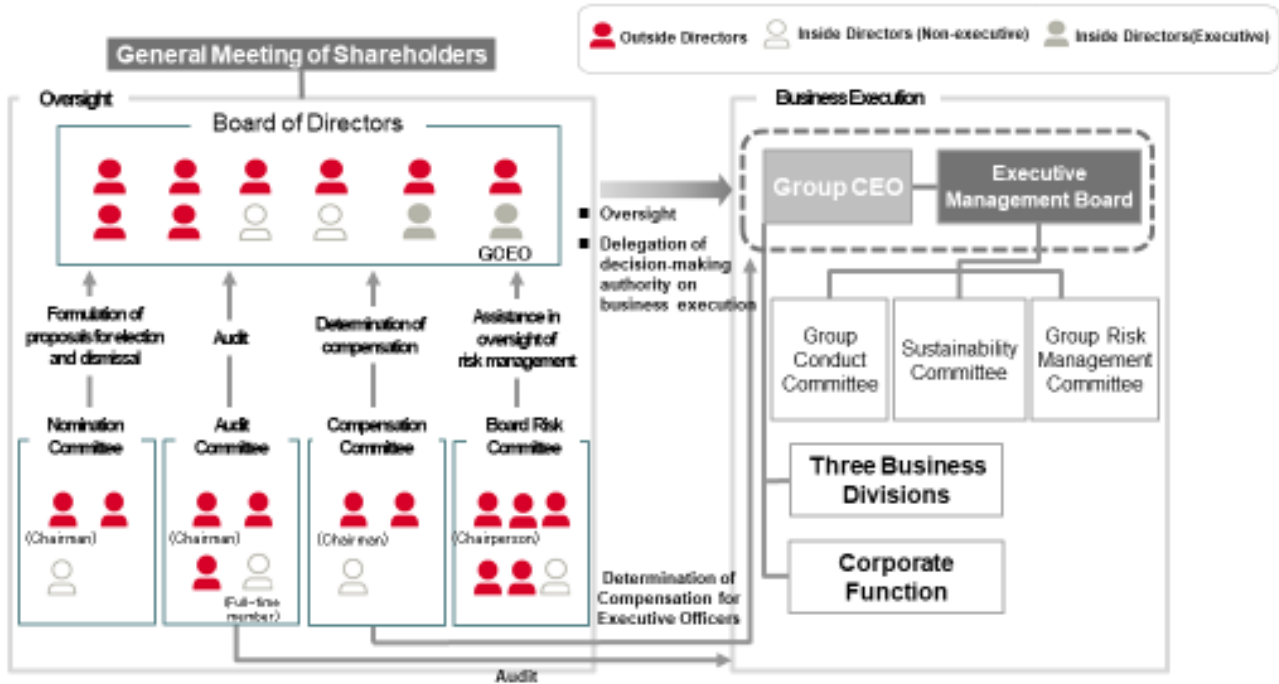 Outside Directors
Inside Directors (Non-executive)
Inside Directors(Executive)
General Meeting of Shareholders
Oversight
Board of Directors
GCEO
Formulation of
proposals for election
and dismissal
Audit
Determination of
compensation
Assistance in
oversight of
risk management
Nomination
Committee
(Chairman)
Audit
Committee
(Chairman)
(Full-time
member)
Compensation
Committee
(Chairman)
Board Risk
Committee
(Chairperson)
■ Oversight
■ Delegation of
decision-making
authority on
business execution
Determination of
Compensation for
Executive Officers
Audit
Business Execution
Group CEO
Executive
Management Board
Group
Conduct
Committee
Sustainability
Committee
Group Risk
Management
Committee
Three Business
Divisions
Corporate
Function